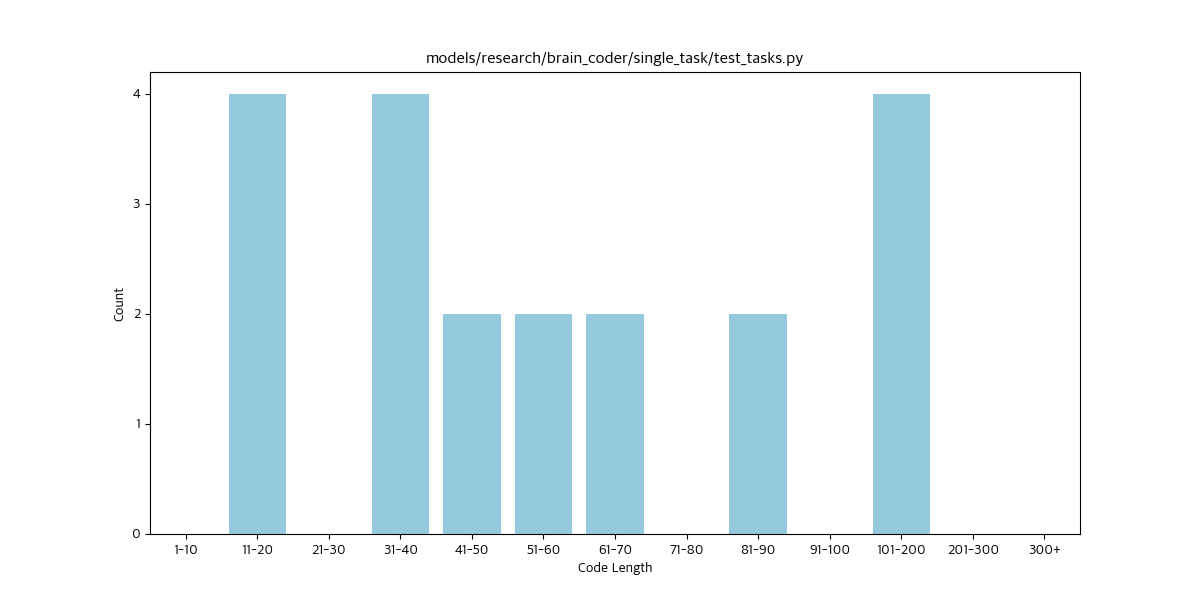 models/research/brain_coder/single_task/test_tasks.py
4
3
2
1
0
Count
1-10 11-20 21-30 31-40 41-50 51-60 61-70 71-80 81-90 91-100 101-200 201-300 300+
Code Length